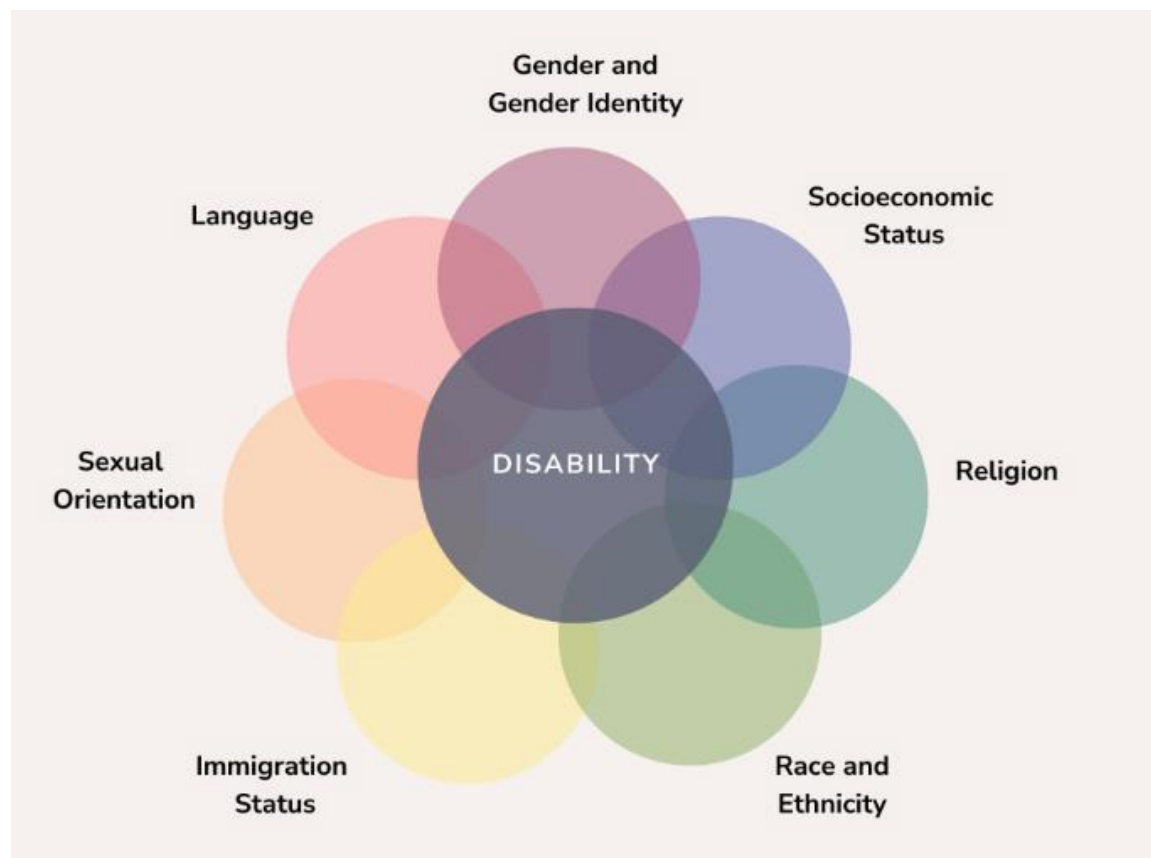 Gender and
Gender Identity
Socioeconomic
Status
Language
Sexual
Orientation
DISABILITY
Religion
Immigration
Status
Race and
Ethnicity